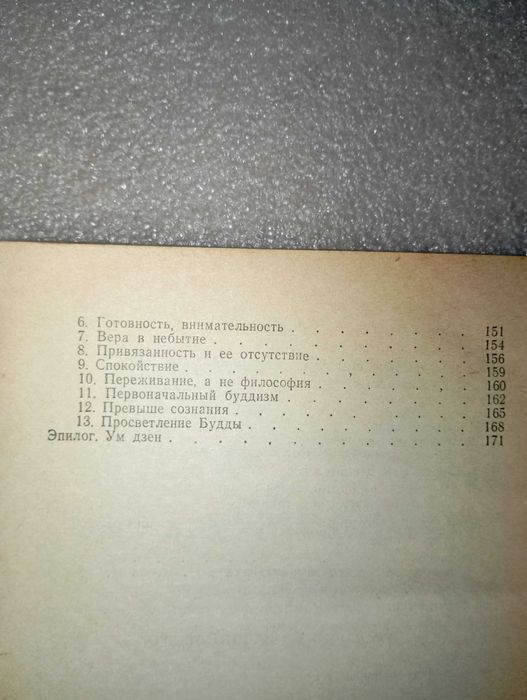 6. Готовность, внимательность . . . . . . . . 151
7. Вера в небытие . . . . . . . . . . . 154
8. Привязанность и ее отсутствие . . . . . . . 156
9. Спокойствие . . . . . . . . . . . . 159
10. Переживание, а не философия . . . . . . . 160
11. Первоначальный буддизм . . . . . . . . 162
12. Превыше сознания . . . . . . . . . . 165
13. Просветление Будды . . . . . . . . . . 168
Эпилог. Ум дзен . . . . . . . . . . . . 171